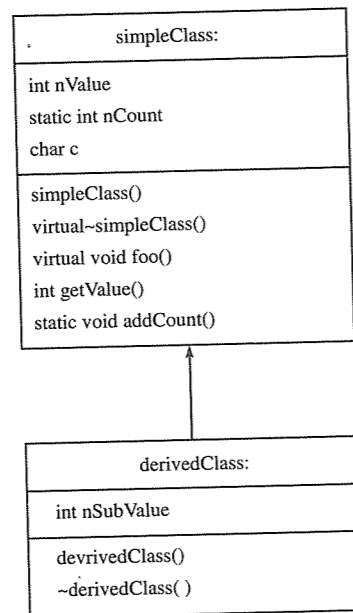 simpleClass:
int nValue
static int nCount
char c
simpleClass()
virtual~simpleClass()
virtual void foo()
int getValue()
static void addCount()
derivedClass:
int nSubValue
devrivedClass()
~derivedClass( )